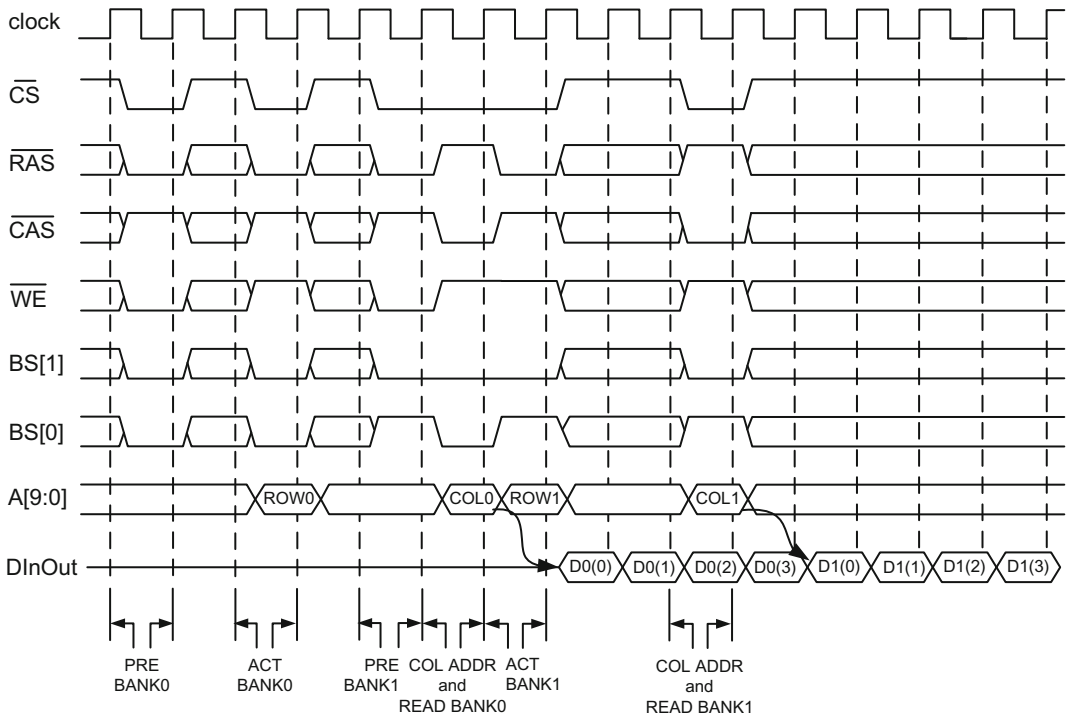 clock
CS
RAS
CAS
WE
BS[1]
BS[0]
A[9:0] ROW0 COL0 ROW1 COL1
DInOut D0(0) D0(1) D0(2) D0(3) D1(0) D1(1) D1(2) D1(3)
PRE
BANK0
ACT
BANK0
PRE
BANK1
COL ADDR
and
READ BANK0
ACT
BANK1
COL ADDR
and
READ BANK1